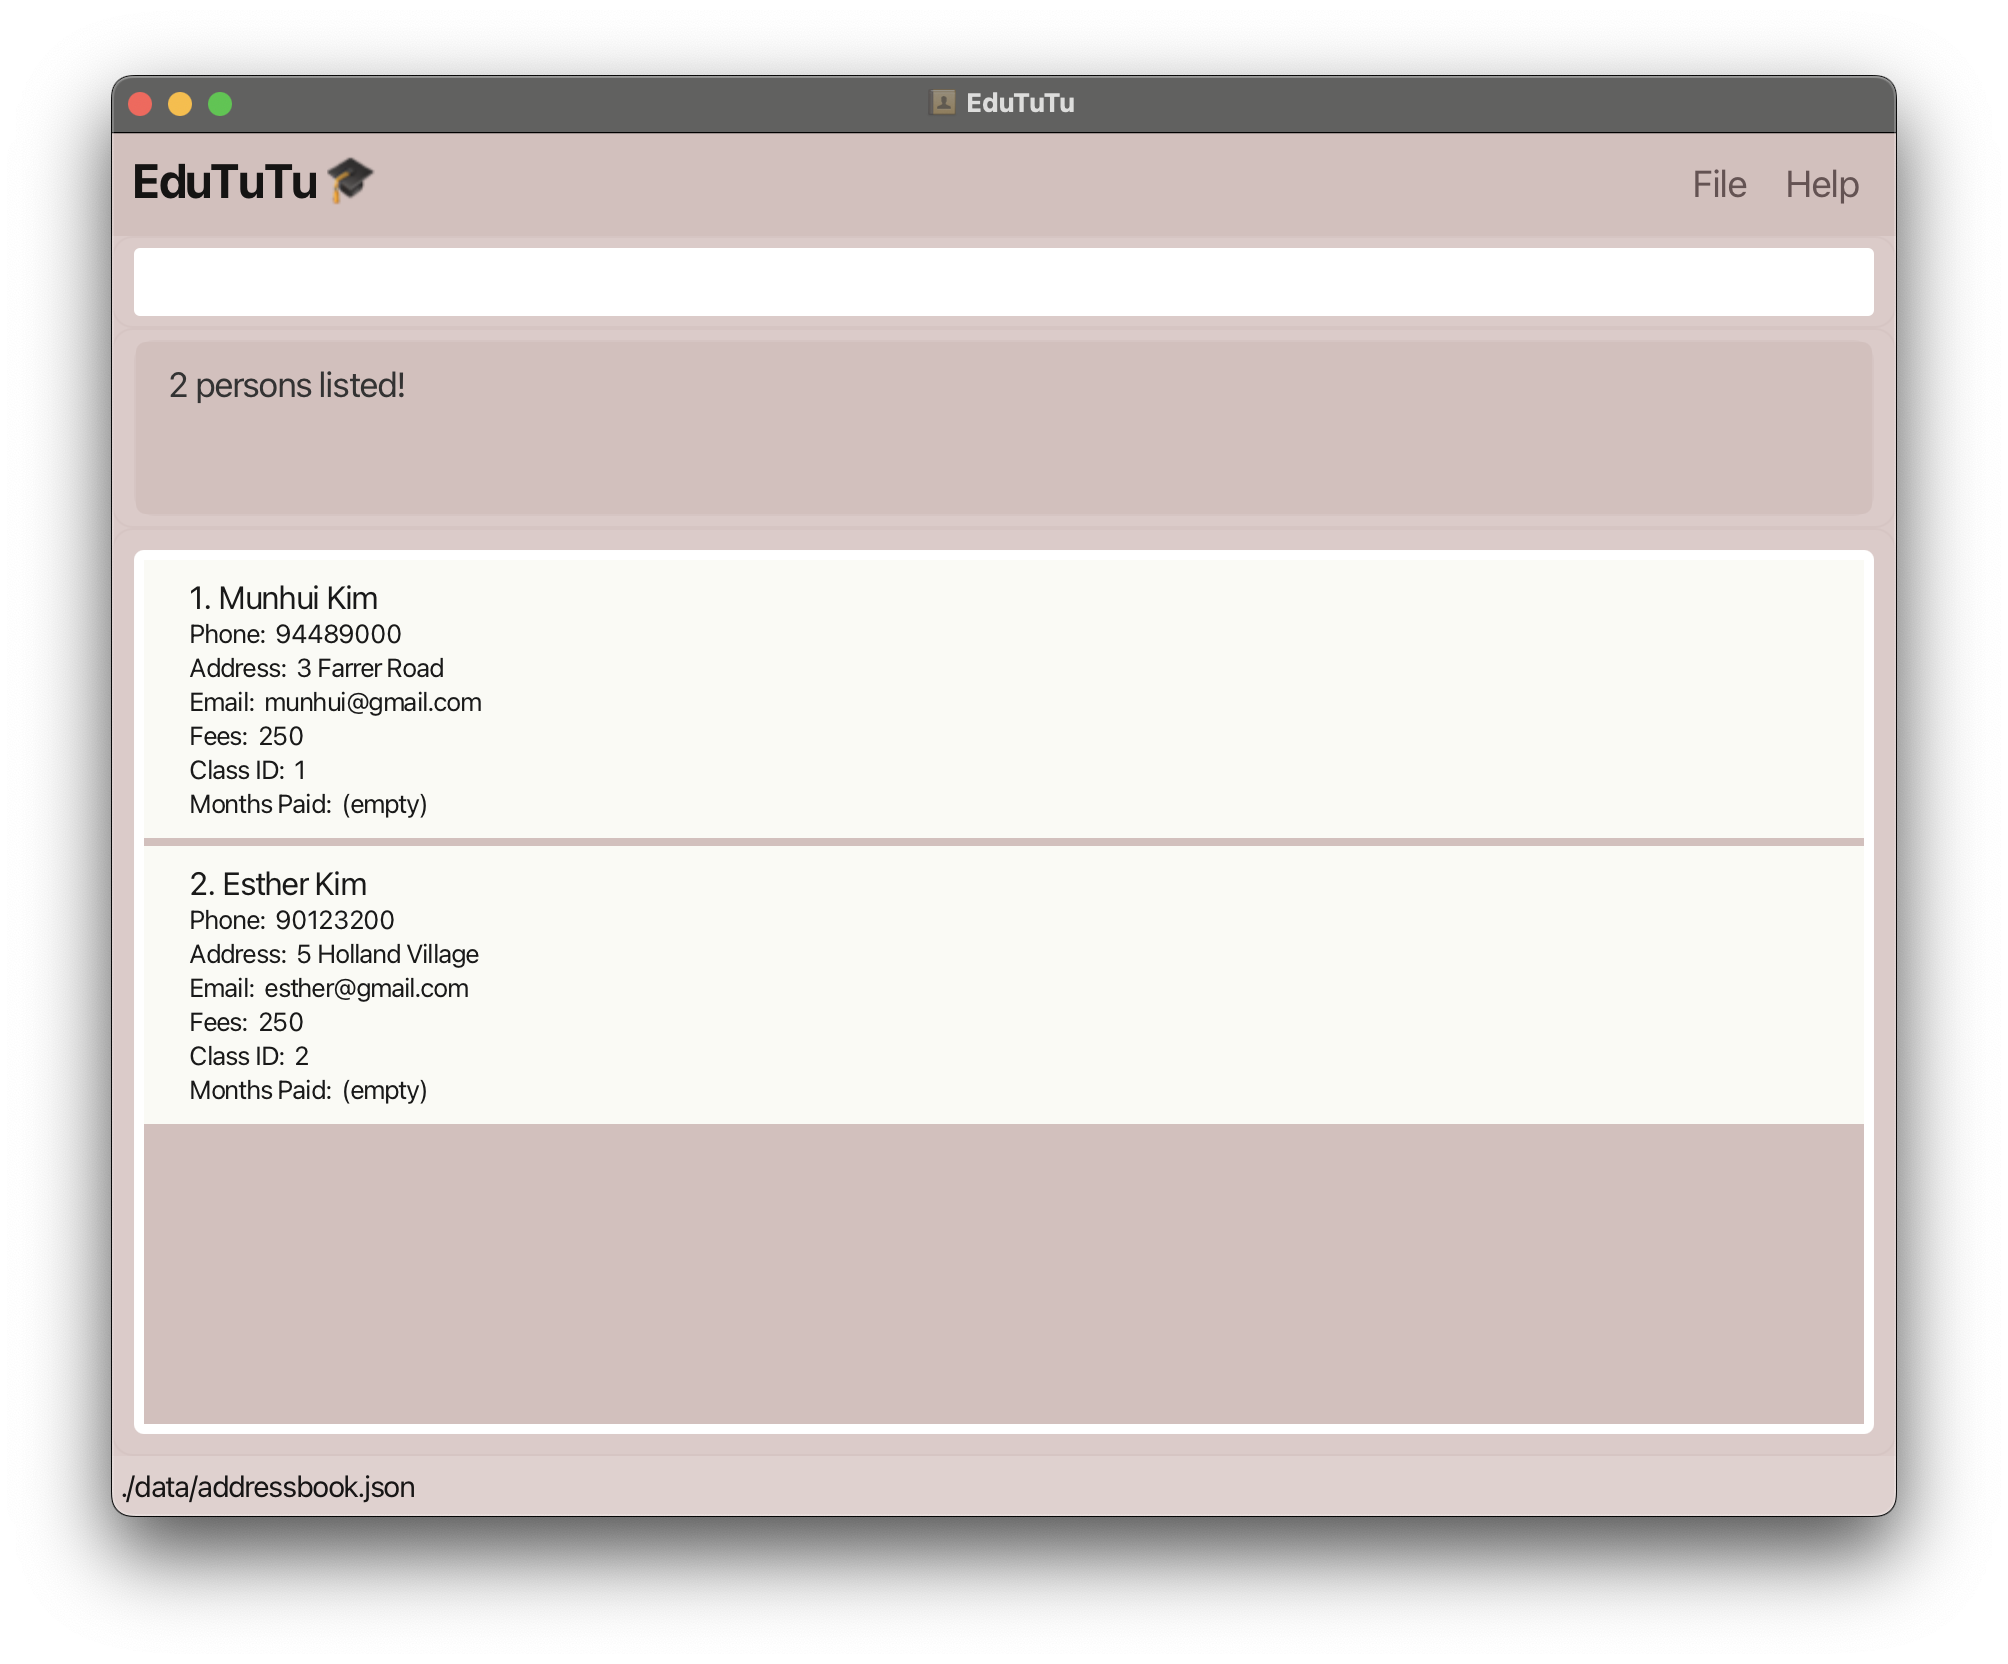 EduTuTu
EduTuTu
File Help
2 persons listed!
1. Munhui Kim
Phone: 94489000
Address: 3 Farrer Road
Email: munhui@gmail.com
Fees: 250
Class ID: 1
Months Paid: (empty)
2. Esther Kim
Phone: 90123200
Address: 5 Holland Village
Email: esther@gmail.com
Fees: 250
Class ID: 2
Months Paid: (empty)
./data/addressbook.json